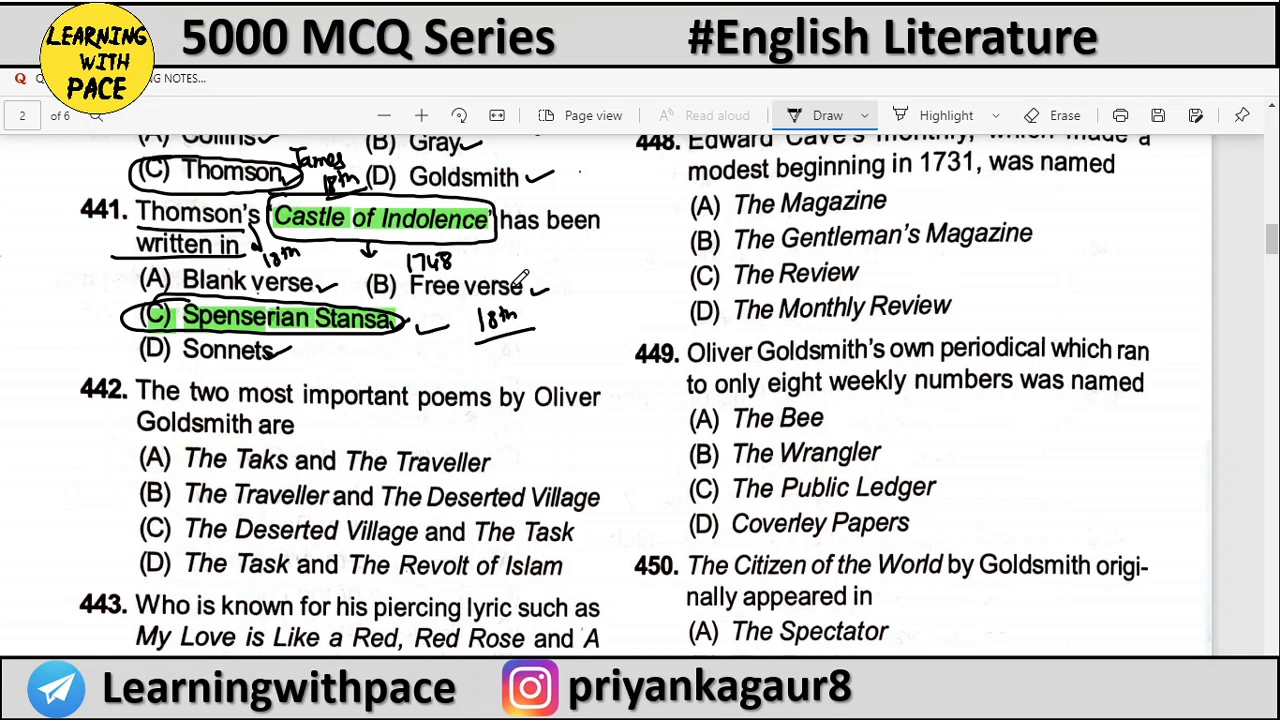 LEARNING
WITH
PACE
5000 MCQ Series
#English Literature
NG NOTES...
2 of 6
Page view
Read aloud
Draw
Highlight
Erase
(A) Collins
(B) Gray
(C) Thomson
James
18th
(D) Goldsmith
441. Thomson's 'Castle of Indolence' has been
written in
18th
1748
(A) Blank verse
(B) Free verse
(C) Spenserian Stansa
18th
(D) Sonnets
442. The two most important poems by Oliver
Goldsmith are
(A) The Taks and The Traveller
(B) The Traveller and The Deserted Village
(C) The Deserted Village and The Task
(D) The Task and The Revolt of Islam
443. Who is known for his piercing lyric such as
My Love is Like a Red, Red Rose and A
448. Edward Cave's monthly, which made a
modest beginning in 1731, was named
(A) The Magazine
(B) The Gentleman's Magazine
(C) The Review
(D) The Monthly Review
449. Oliver Goldsmith's own periodical which ran
to only eight weekly numbers was named
(A) The Bee
(B) The Wrangler
(C) The Public Ledger
(D) Coverley Papers
450. The Citizen of the World by Goldsmith origi-
nally appeared in
(A) The Spectator
Learningwithpace
priyankagaur8